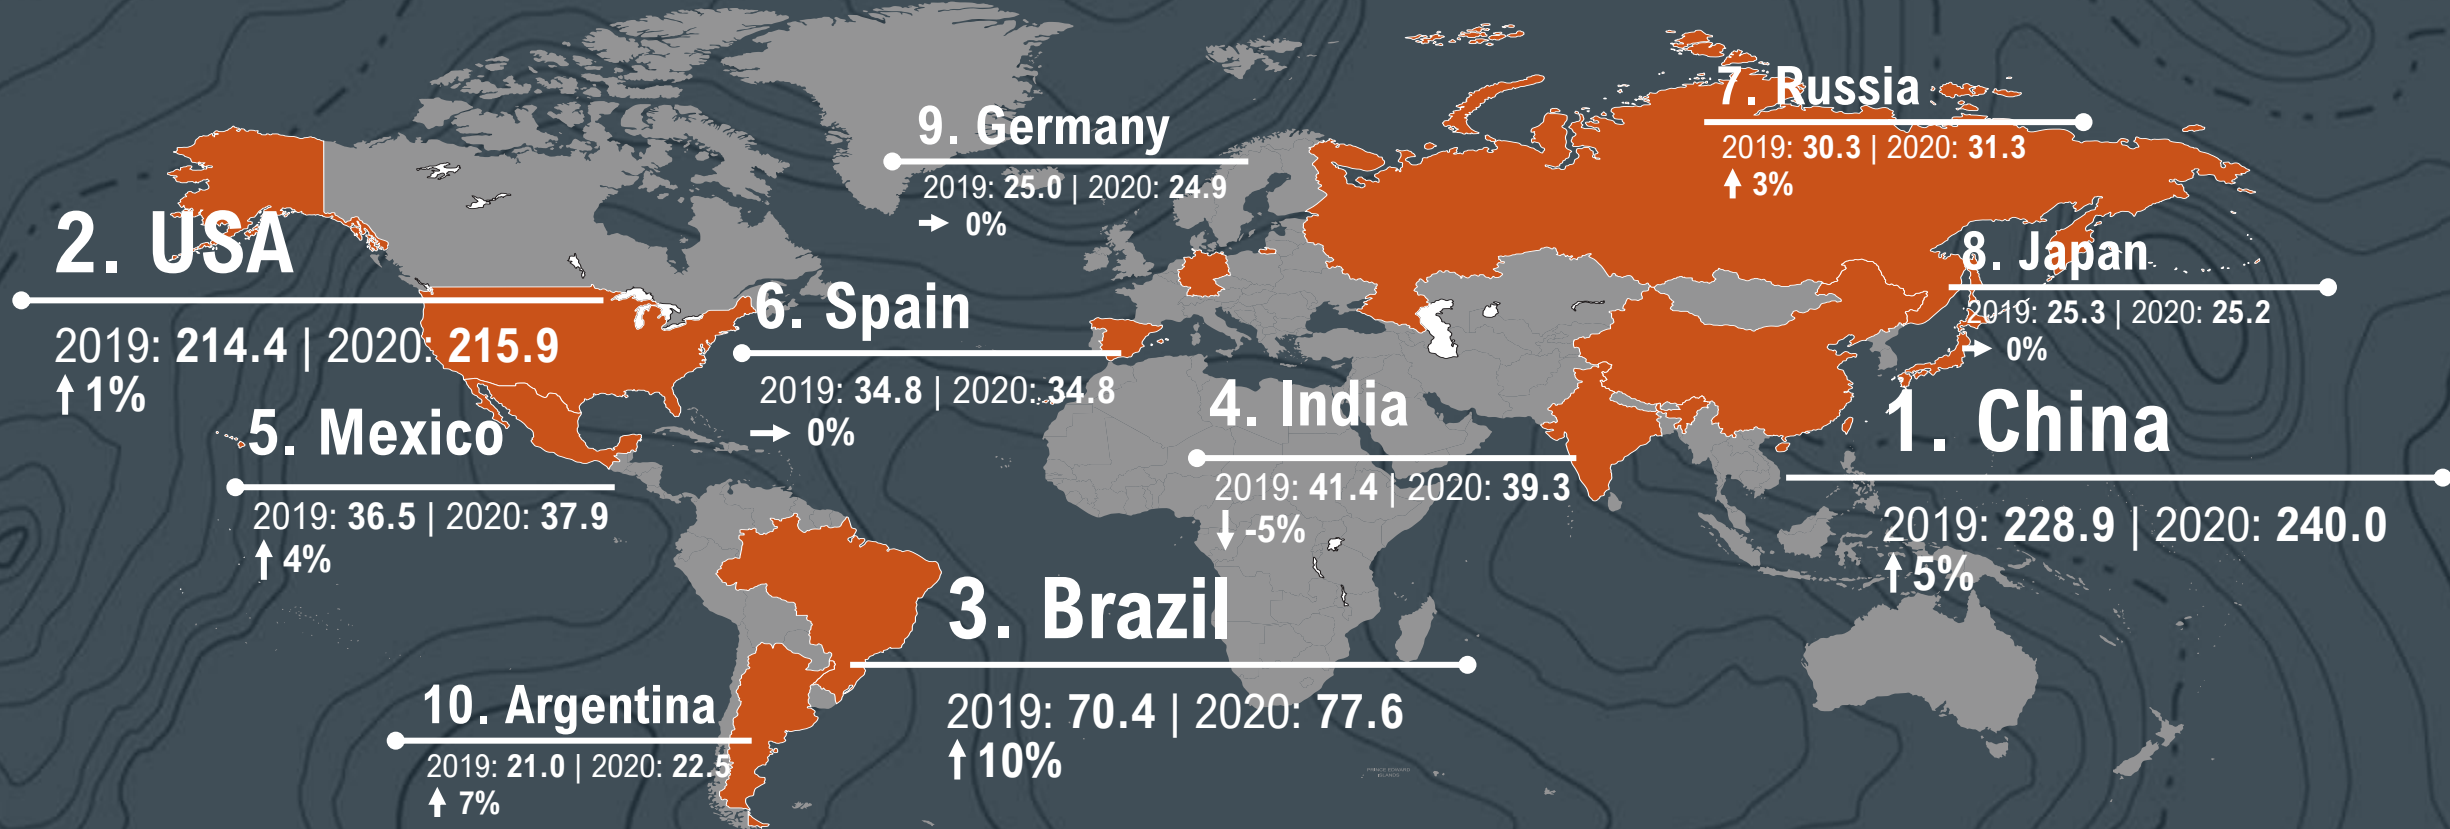 7. Russia
2019: 30.3 | 2020: 31.3
3%
9. Germany
2019: 25.0 | 2020: 24.9
0%
2. USA
2019: 214.4 | 2020: 215.9
1%
8. Japan
2019: 25.3 | 2020: 25.2
0%
6. Spain
2019: 34.8 | 2020: 34.8
0%
4. India
2019: 41.4 | 2020: 39.3
-5%
1. China
2019: 228.9 | 2020: 240.0
5%
5. Mexico
2019: 36.5 | 2020: 37.9
4%
3. Brazil
2019: 70.4 | 2020: 77.6
10%
10. Argentina
2019: 21.0 | 2020: 22.5
7%
PRINCE EDWARD
ISLANDS